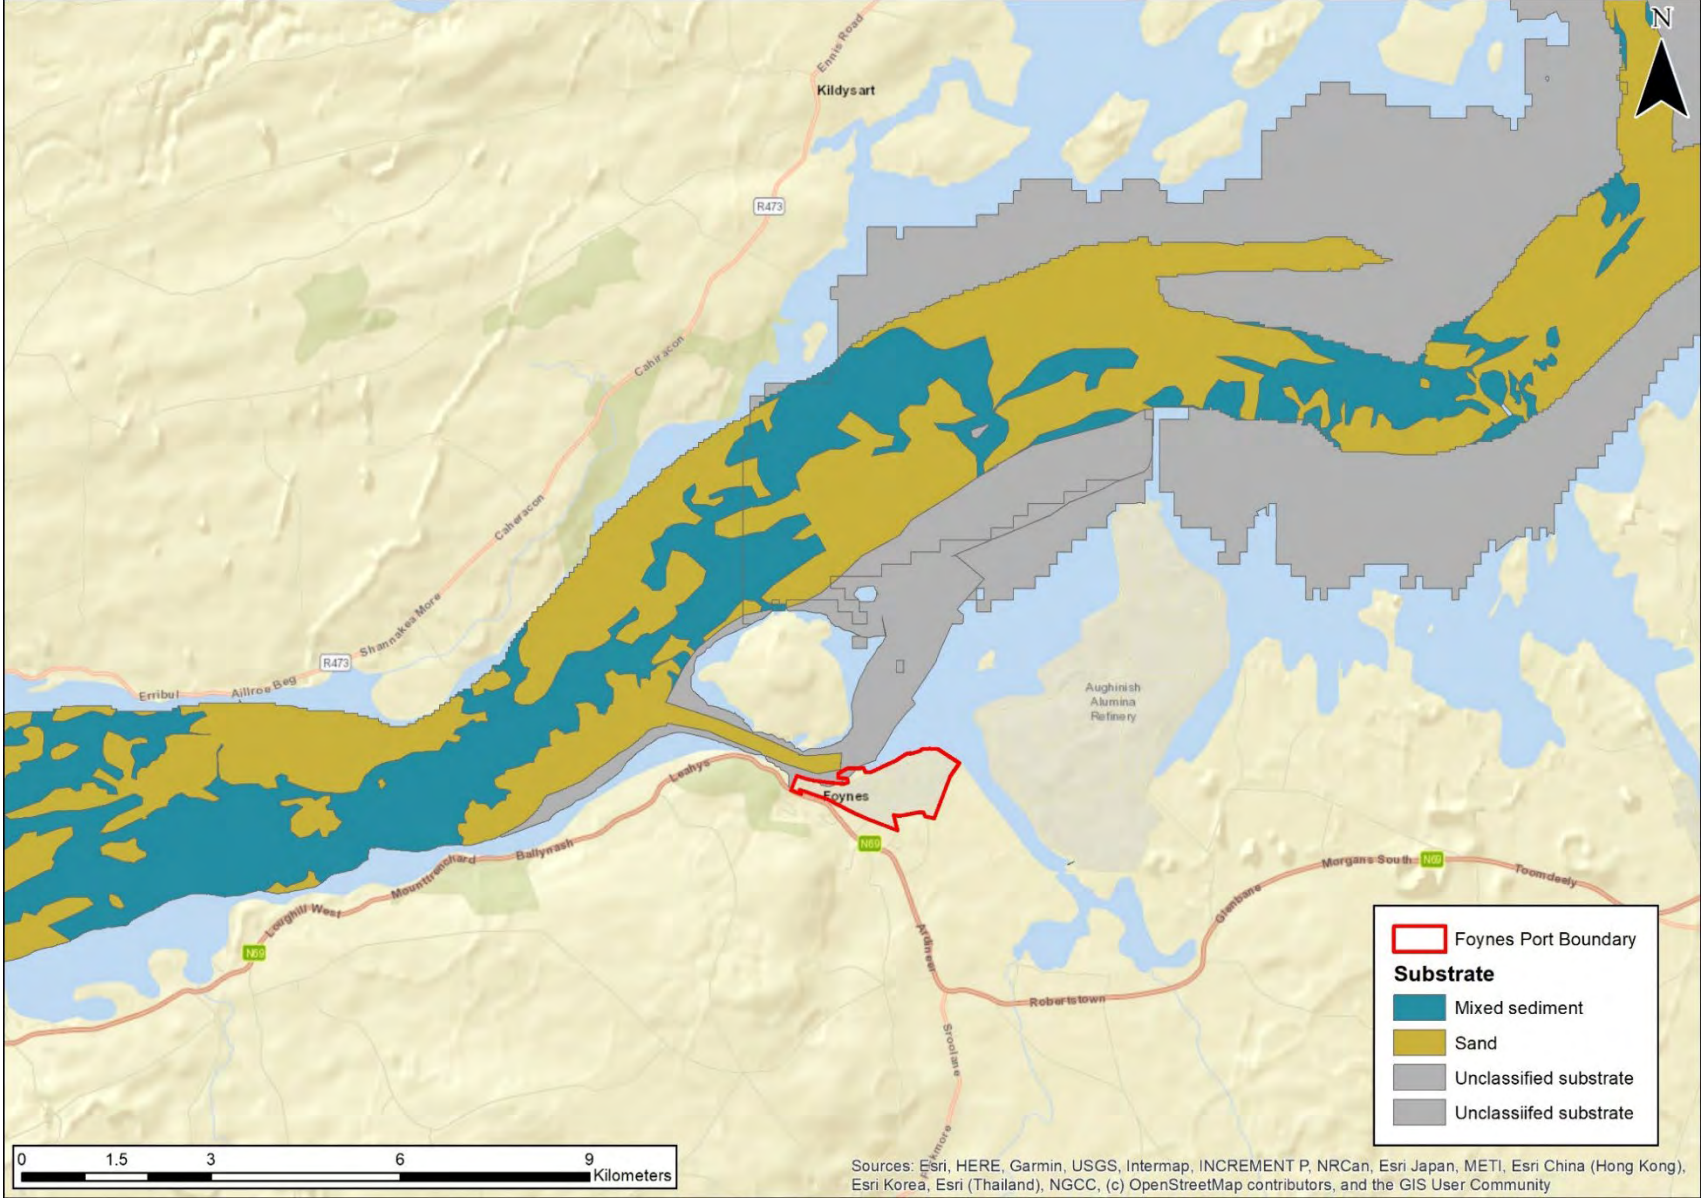 N
Ennis Road
Kildysart
R473
Cahiracon
Caheracon
Shannakea More
R473
Erribul
Aillroe Beg
Aughinish
Alumina
Refinery
Leahys
Foynes
N69
Ballynash
Mounttrenchard
Loughill West
N69
Morgans South
N69
Toomdeely
Glenbane
Ardineer
Robertstown
Sroolane
Foynes Port Boundary
Substrate
Mixed sediment
Sand
Unclassified substrate
Unclassiifed substrate
0 1.5 3 6 9
Kilometers
Sources: Esri, HERE, Garmin, USGS, Intermap, INCREMENT P, NRCan, Esri Japan, METI, Esri China (Hong Kong),
Esri Korea, Esri (Thailand), NGCC, (c) OpenStreetMap contributors, and the GIS User Community